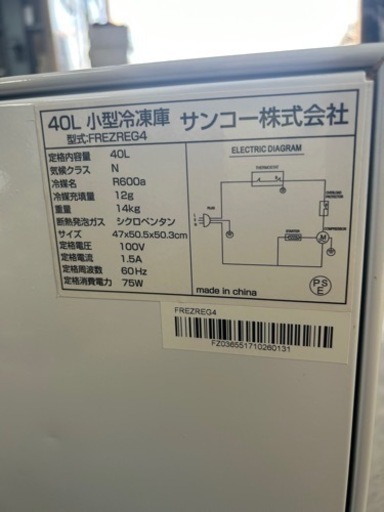 40L 小型冷凍庫 サンコー株式会社
型式:FREZREG4
定格内容量 40L
気候クラス N
冷媒名 R600a
冷媒充填量 12g
重量 14kg
断熱発泡ガス シクロペンタン
サイズ 47x50.5x50.3cm
定格電圧 100V
定格電流 1.5A
定格周波数 60Hz
定格消費電力 75W
ELECTRIC DIAGRAM
THERMOSTAT
PLUG
STARTER
COMPRESSOR
M
made in china
PS
E
FREZREG4
FZ036551710260131